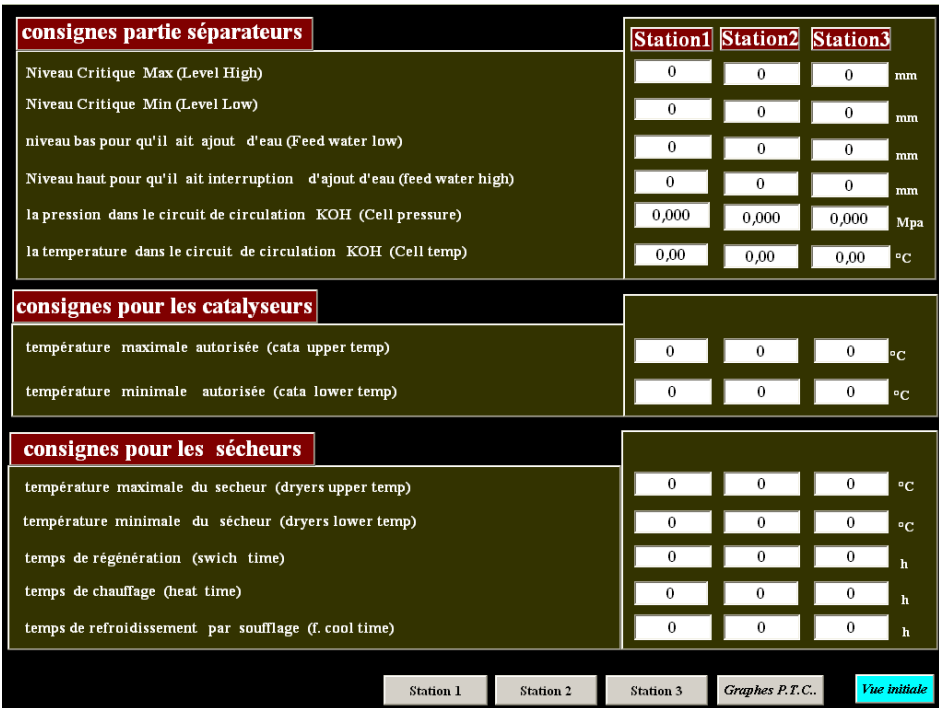 consignes partie séparateurs
Station1 Station2 Station3
Niveau Critique Max (Level High) 0 0 0 mm
Niveau Critique Min (Level Low) 0 0 0 mm
niveau bas pour qu'il ait ajout d'eau (Feed water low) 0 0 0 mm
Niveau haut pour qu'il ait interruption d'ajout d'eau (feed water high) 0 0 0 mm
la pression dans le circuit de circulation KOH (Cell pressure) 0,000 0,000 0,000 Mpa
la temperature dans le circuit de circulation KOH (Cell temp) 0,00 0,00 0,00 °C
consignes pour les catalyseurs
température maximale autorisée (cata upper temp) 0 0 0 °C
température minimale autorisée (cata lower temp) 0 0 0 °C
consignes pour les sécheurs
température maximale du secheur (dryers upper temp) 0 0 0 °C
température minimale du sécheur (dryers lower temp) 0 0 0 °C
temps de régénération (swich time) 0 0 0 h
temps de chauffage (heat time) 0 0 0 h
temps de refroidissement par soufflage (f. cool time) 0 0 0 h
Station 1 Station 2 Station 3 Graphes P.T.C.. Vue initiale